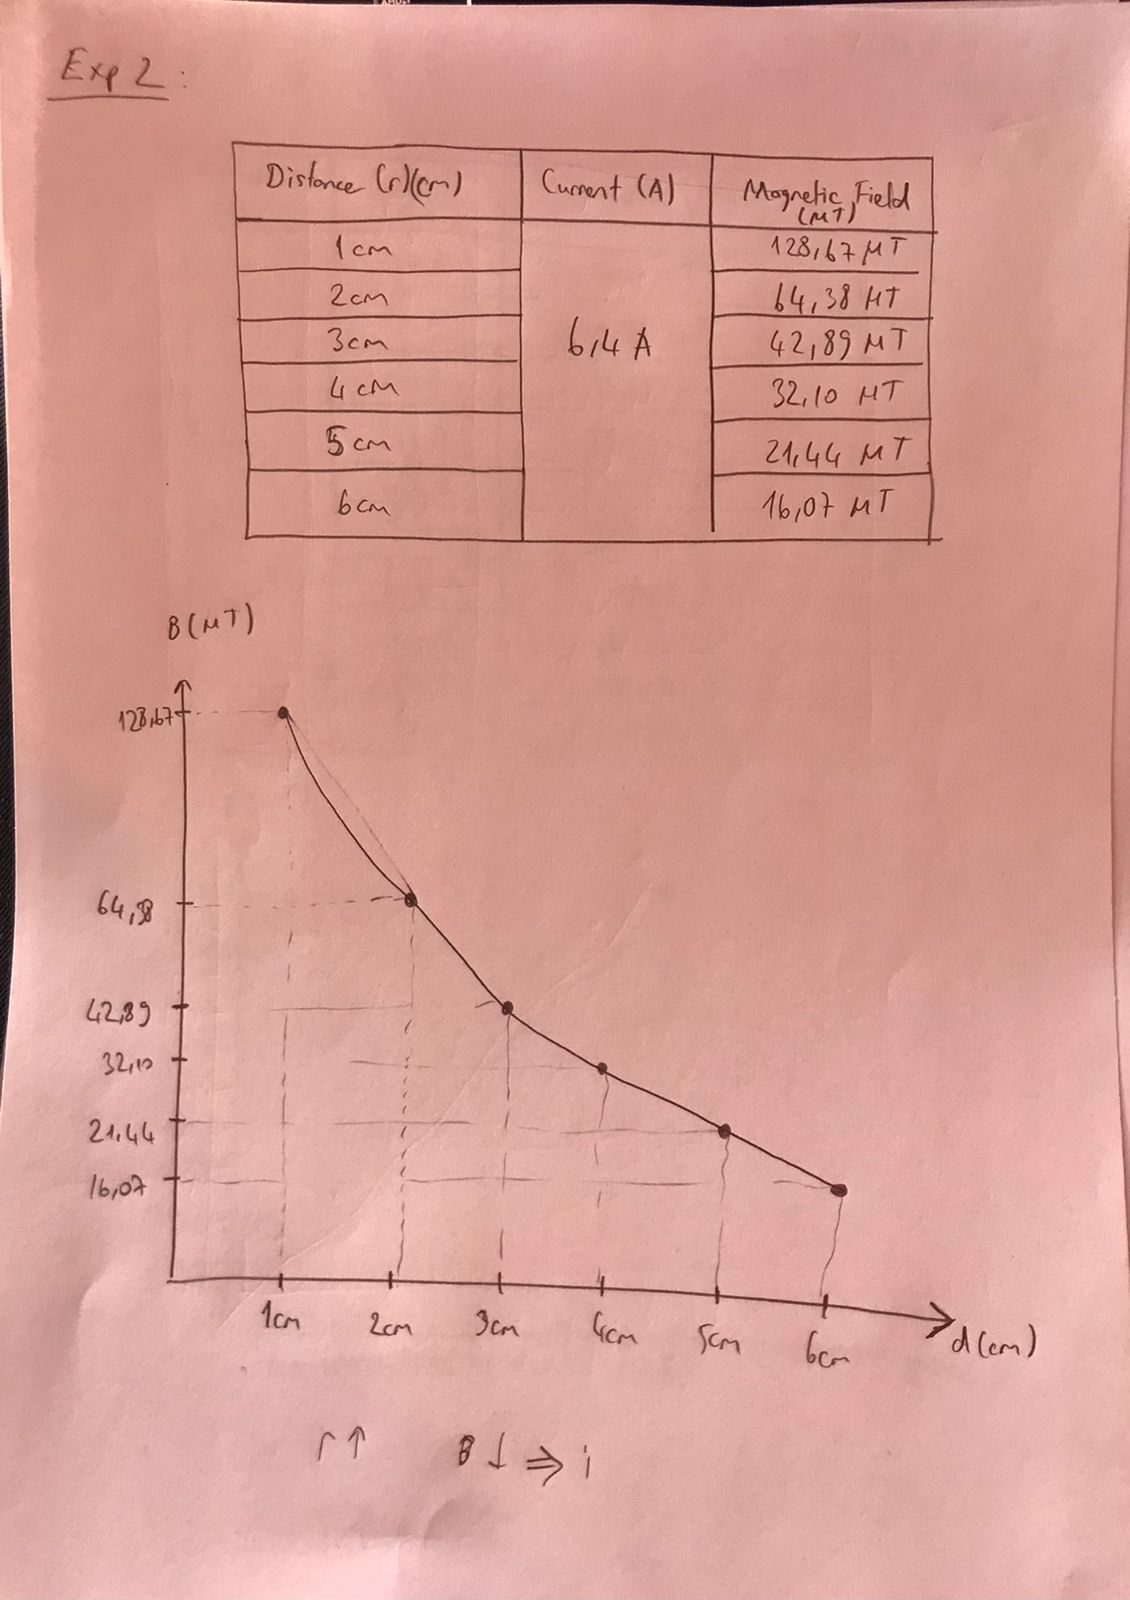 Exp 2 :
Distance (r)(cm) Current (A) Magnetic Field (μT)
1cm 128,67 μT
2cm 64,38 μT
3cm 6,4 A 42,89 μT
4cm 32,10 μT
5cm 21,44 μT
6cm 16,07 μT
B(μT)
128,67
64,38
42,89
32,10
21,44
16,07
1cm 2cm 3cm 4cm 5cm 6cm d(cm)
r↑ B↓ ⇒ i